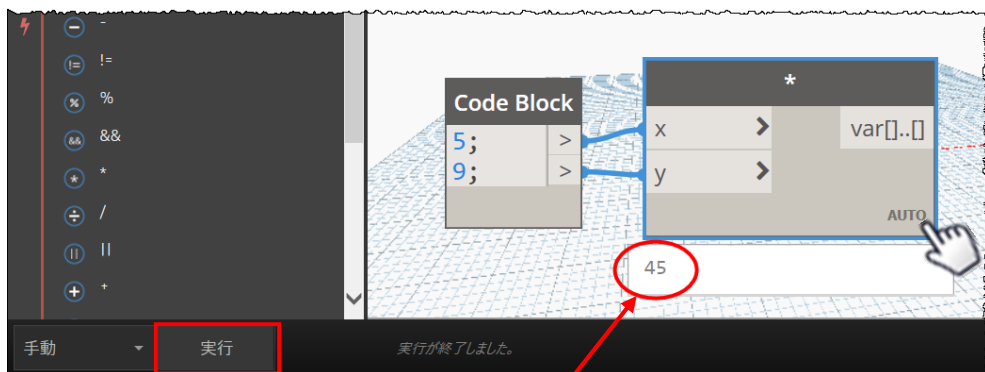 -
!=
%
&&
*
/
||
+
Code Block
5; >
9; >
*
x
y
var[]..[]
AUTO
45
手動
実行
実行が終了しました。